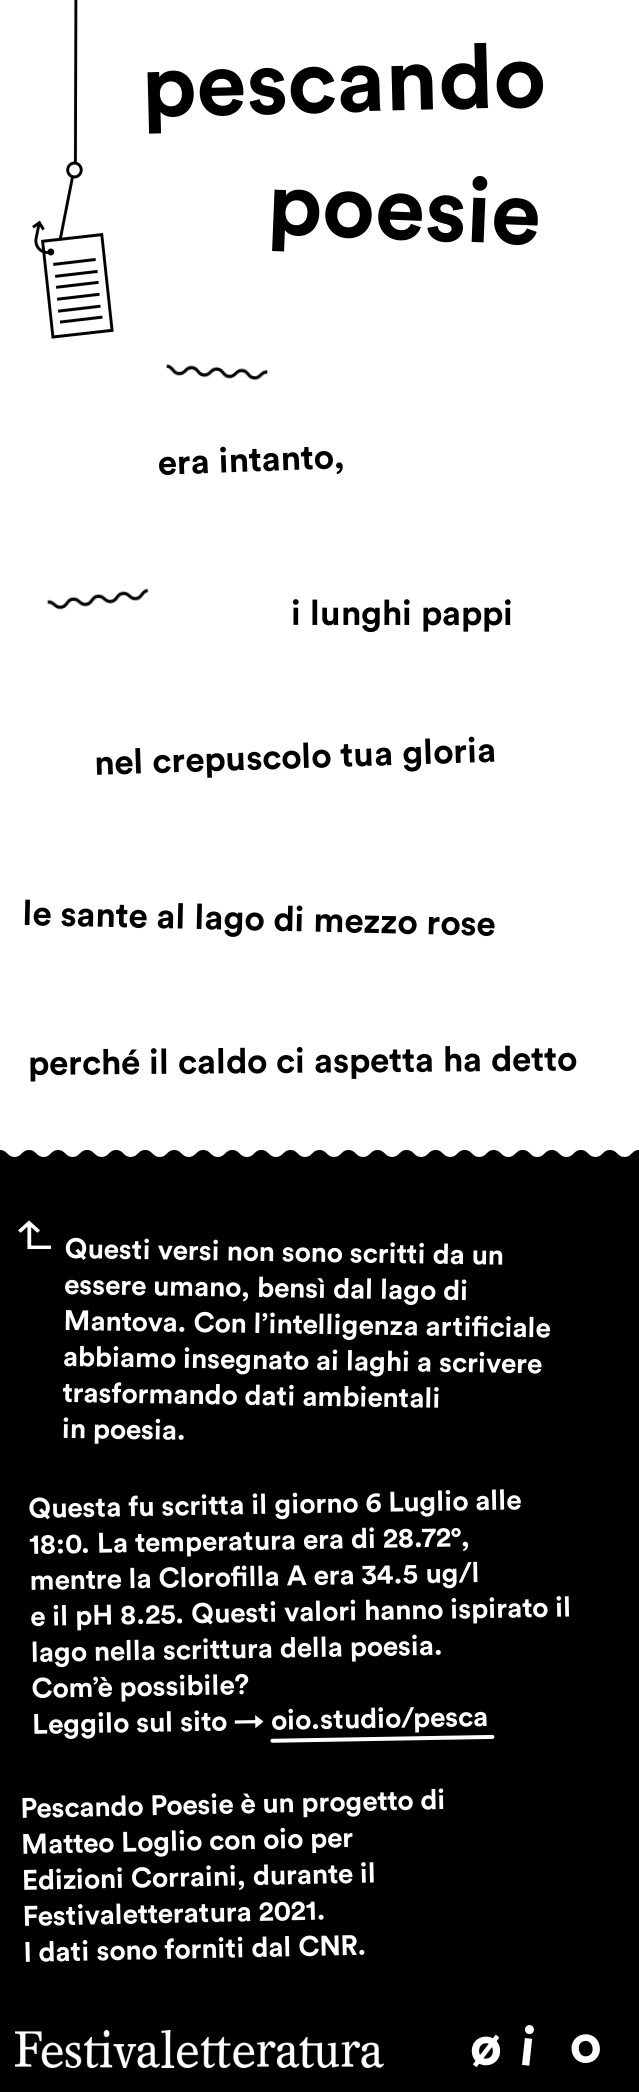 pescando
poesie
era intanto,
i lunghi pappi
nel crepuscolo tua gloria
le sante al lago di mezzo rose
perché il caldo ci aspetta ha detto
Questi versi non sono scritti da un
essere umano, bensì dal lago di
Mantova. Con l’intelligenza artificiale
abbiamo insegnato ai laghi a scrivere
trasformando dati ambientali
in poesia.
Questa fu scritta il giorno 6 Luglio alle
18:0. La temperatura era di 28.72°,
mentre la Clorofilla A era 34.5 ug/l
e il pH 8.25. Questi valori hanno ispirato il
lago nella scrittura della poesia.
Com’è possibile?
Leggilo sul sito → oio.studio/pesca
Pescando Poesie è un progetto di
Matteo Loglio con oio per
Edizioni Corraini, durante il
Festivaletteratura 2021.
I dati sono forniti dal CNR.
Festivaletteratura ø i o